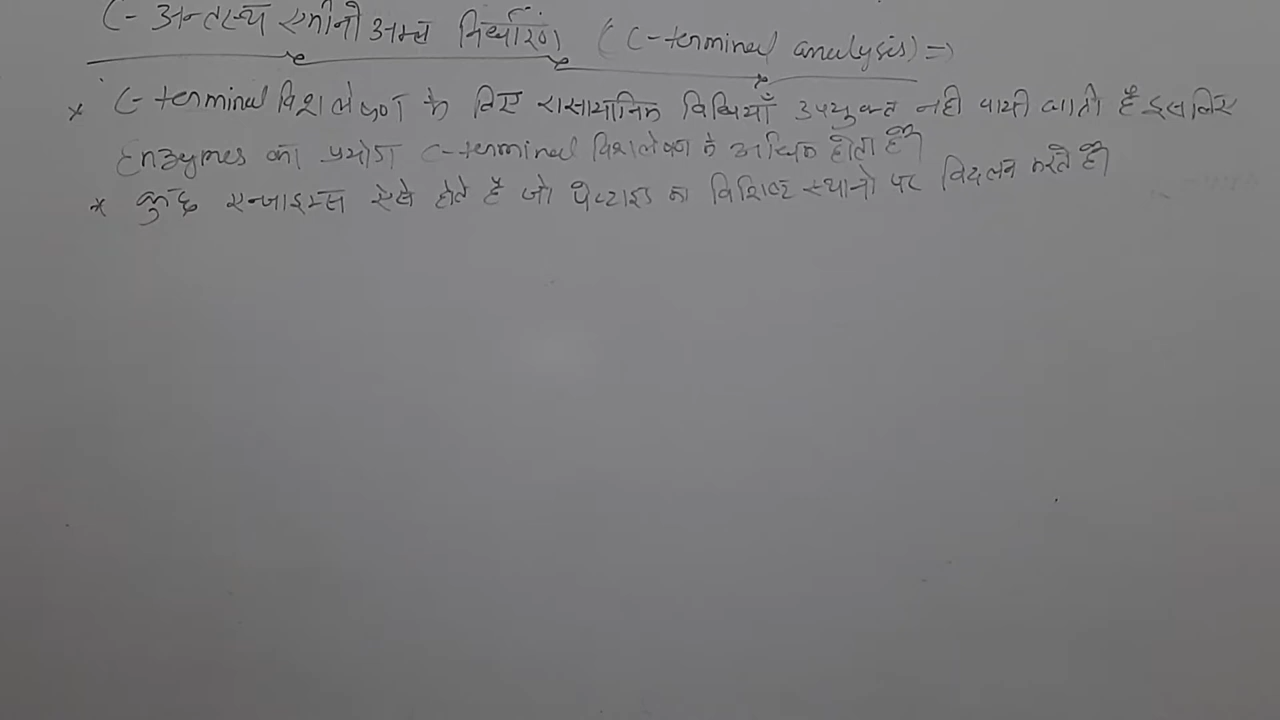 C- अन्तस्थ एमीनो अम्ल निर्धारण (C-terminal analysis) ⇒
* C-terminal विश्लेषण के लिए रासायनिक विधियाँ उपयुक्त नही पायी जाती है इसलिए
Enzymes का प्रयोग C-terminal विश्लेषण मे अधिक होता है।
* कुछ एन्जाइम्स ऐसे होते है जो पेप्टाइड का विशिष्ट स्थानो पर विदलन करते है।